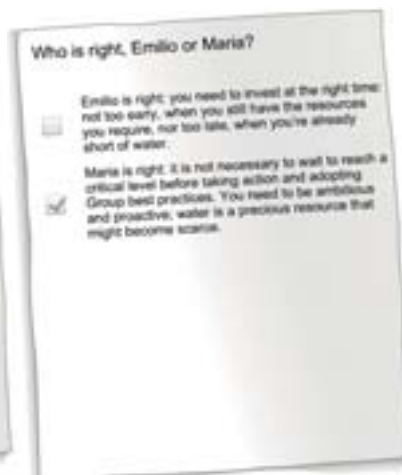 Who is right, Emilio or Maria?
Emilio is right: you need to invest at the right time:
not too early, when you still have the resources
you require, nor too late, when you're already
short of water.
Maria is right: it is not necessary to wait to reach a
critical level before taking action and adopting
Group best practices. You need to be ambitious
and proactive; water is a precious resource that
might become scarce.